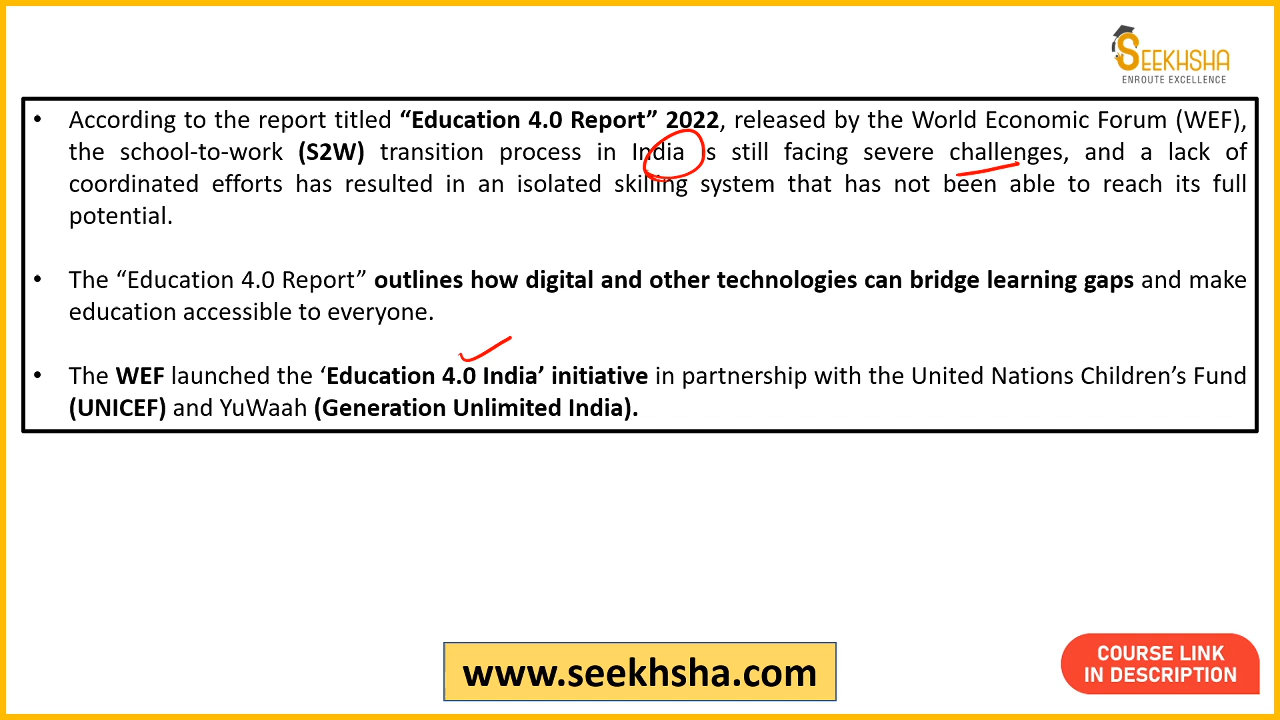 SEEKHSHA
ENROUTE EXCELLENCE
• According to the report titled “Education 4.0 Report” 2022, released by the World Economic Forum (WEF),
the school-to-work (S2W) transition process in India is still facing severe challenges, and a lack of
coordinated efforts has resulted in an isolated skilling system that has not been able to reach its full
potential.
• The “Education 4.0 Report” outlines how digital and other technologies can bridge learning gaps and make
education accessible to everyone.
• The WEF launched the ‘Education 4.0 India’ initiative in partnership with the United Nations Children’s Fund
(UNICEF) and YuWaah (Generation Unlimited India).
www.seekhsha.com
COURSE LINK
IN DESCRIPTION